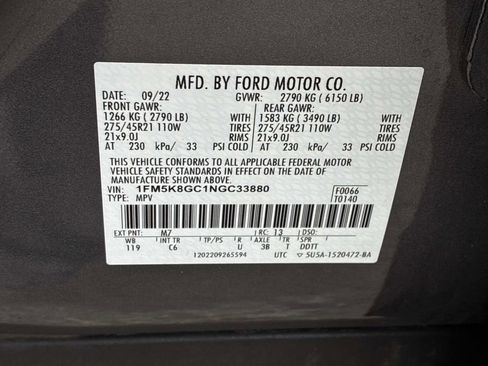 MFD. BY FORD MOTOR CO.
DATE: 09/22 GVWR: 2790 KG ( 6150 LB)
FRONT GAWR: REAR GAWR:
1266 KG ( 2790 LB) WITH 1583 KG ( 3490 LB) WITH
275/45R21 110W TIRES 275/45R21 110W TIRES
21x9.0J RIMS 21x9.0J RIMS
AT 230 kPa/ 33 PSI COLD AT 230 kPa/ 33 PSI COLD
THIS VEHICLE CONFORMS TO ALL APPLICABLE FEDERAL MOTOR
VEHICLE SAFETY STANDARDS IN EFFECT ON THE DATE OF
MANUFACTURE SHOWN ABOVE.
VIN: 1FM5K8GC1NGC33880 F0066
TYPE: MPV T0140
EXT PNT: M7 RC: 13 DSO:
WB INT TR TP/PS R AXLE TR SPR
119 C6 U 3B T DDTT
1202209265594 UTC 5U5A-1520472-BA